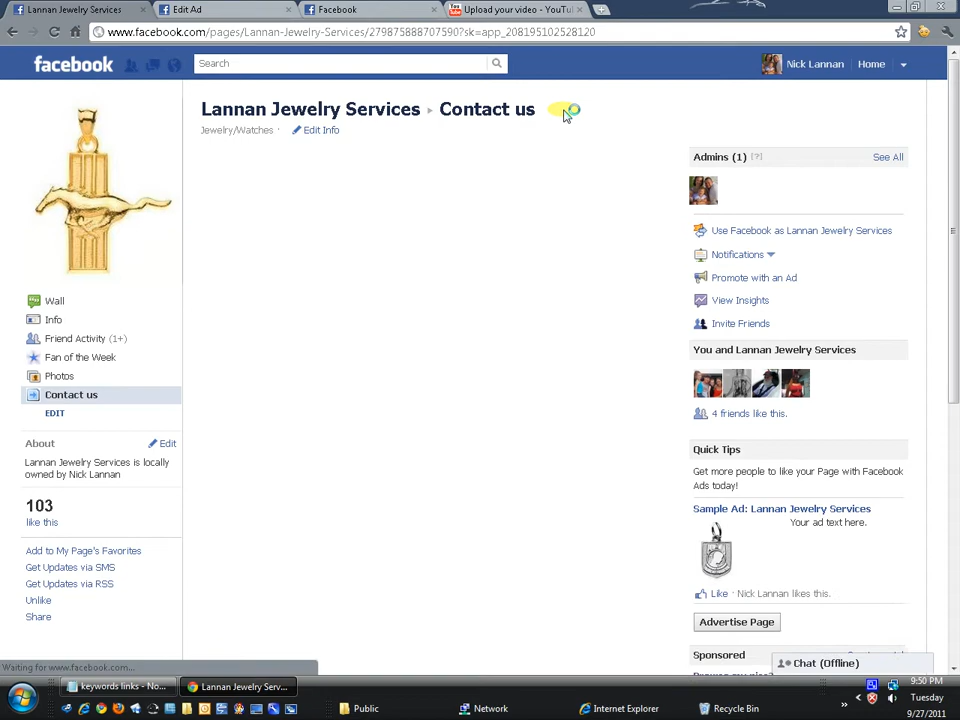 Lannan Jewelry Services
Edit Ad
Facebook
You Tube Upload your video - YouTu
www.facebook.com/pages/Lannan-Jewelry-Services/279875888707590?sk=app_208195102528120
facebook
Search
Nick Lannan
Home
Lannan Jewelry Services ▸ Contact us
Jewelry/Watches · Edit Info
Wall
Info
Friend Activity (1+)
Fan of the Week
Photos
Contact us
EDIT
About
Edit
Lannan Jewelry Services is locally
owned by Nick Lannan
103
like this
Add to My Page's Favorites
Get Updates via SMS
Get Updates via RSS
Unlike
Share
Admins (1) [?]
See All
Use Facebook as Lannan Jewelry Services
Notifications
Promote with an Ad
View Insights
Invite Friends
You and Lannan Jewelry Services
4 friends like this.
Quick Tips
Get more people to like your Page with Facebook
Ads today!
Sample Ad: Lannan Jewelry Services
Your ad text here.
Like · Nick Lannan likes this.
Advertise Page
Sponsored
Chat (Offline)
Waiting for www.facebook.com...
keywords links - No...
Lannan Jewelry Serv...
Public
Network
Internet Explorer
Recycle Bin
9:50 PM
Tuesday
9/27/2011